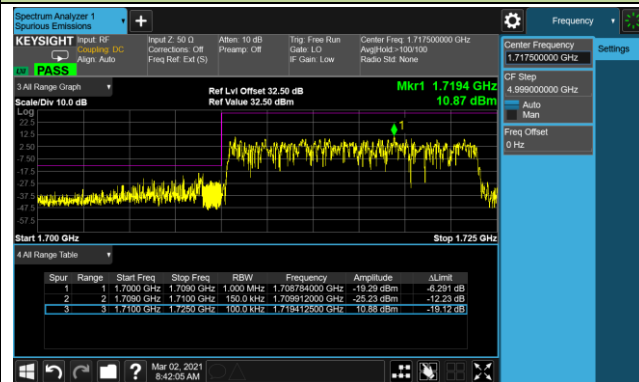 Spectrum Analyzer 1
Spurious Emissions
Frequency
KEYSIGHT Input: RF
Coupling: DC
Align: Auto
Input Z: 50 Ω
Corrections: Off
Freq Ref: Ext (S)
Atten: 10 dB
Preamp: Off
Trig: Free Run
Gate: LO
IF Gain: Low
Center Freq: 1.717500000 GHz
Avg|Hold:>100/100
Radio Std: None
PASS
Center Frequency
1.717500000 GHz
Settings
CF Step
4.999000000 GHz
Auto
Man
Freq Offset
0 Hz
3 All Range Graph
Scale/Div 10.0 dB
Ref Lvl Offset 32.50 dB
Ref Value 32.50 dBm
Mkr1 1.7194 GHz
10.87 dBm
Log
22.5
12.5
2.50
-7.50
-17.5
-27.5
-37.5
-47.5
-57.5
1
Start 1.700 GHz
Stop 1.725 GHz
4 All Range Table
Spur Range Start Freq Stop Freq RBW Frequency Amplitude ΔLimit
1 1 1.7000 GHz 1.7090 GHz 1.000 MHz 1.708784000 GHz -19.29 dBm -6.291 dB
2 2 1.7090 GHz 1.7100 GHz 150.0 kHz 1.709912000 GHz -25.23 dBm -12.23 dB
3 3 1.7100 GHz 1.7250 GHz 100.0 kHz 1.719412500 GHz 10.88 dBm -19.12 dB
Mar 02, 2021
8:42:05 AM